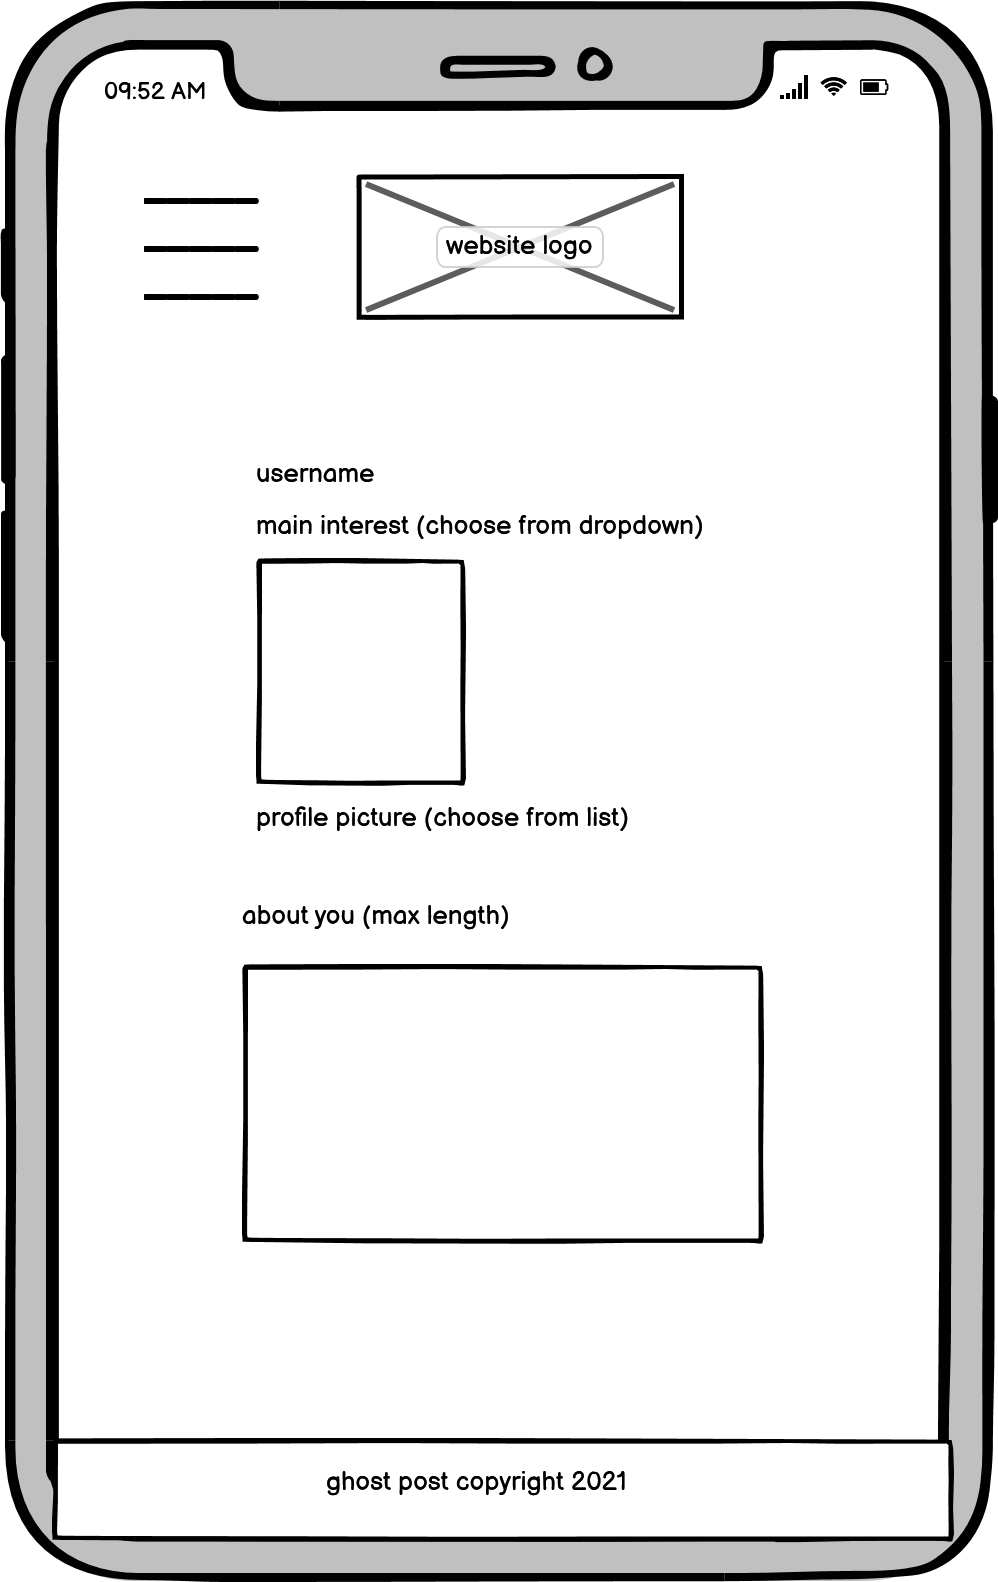 09:52 AM
website logo
username
main interest (choose from dropdown)
profile picture (choose from list)
about you (max length)
ghost post copyright 2021